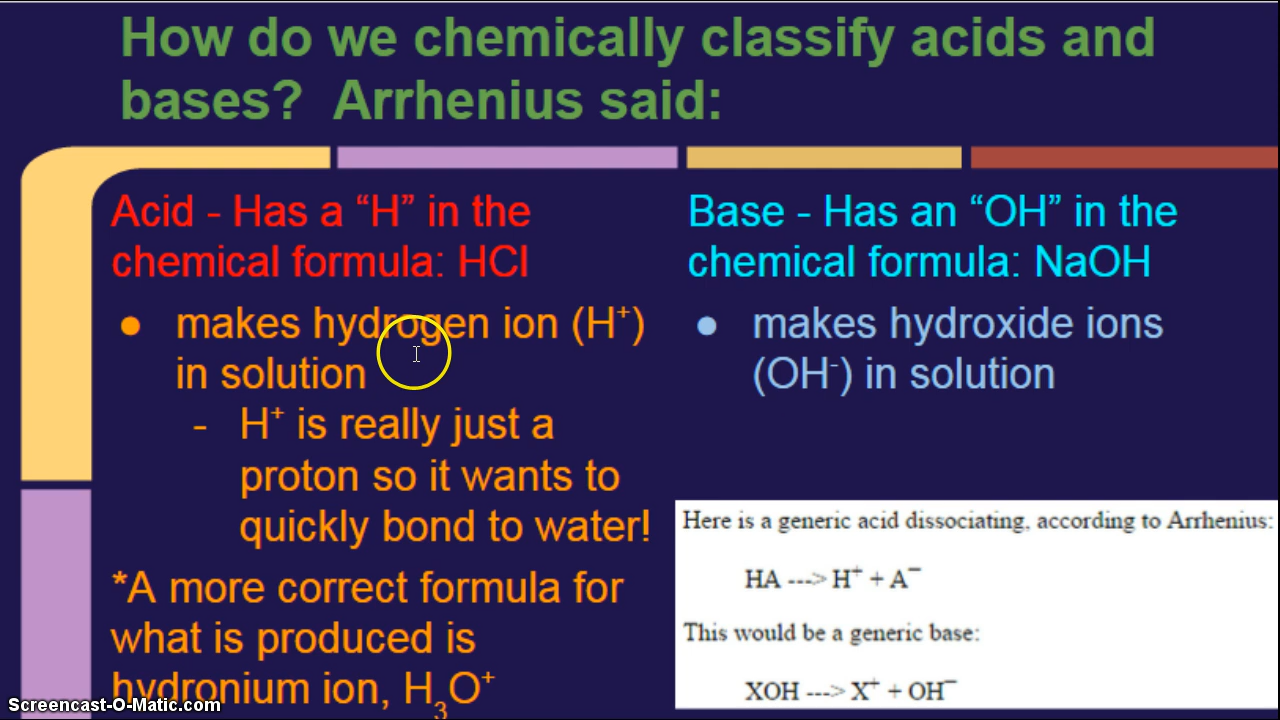 How do we chemically classify acids and
bases? Arrhenius said:
Acid - Has a “H” in the
chemical formula: HCl
● makes hydrogen ion (H⁺)
in solution
- H⁺ is really just a
proton so it wants to
quickly bond to water!
*A more correct formula for
what is produced is
hydronium ion, H₃O⁺
Base - Has an “OH” in the
chemical formula: NaOH
● makes hydroxide ions
(OH⁻) in solution
Here is a generic acid dissociating, according to Arrhenius:
HA ---> H⁺ + A⁻
This would be a generic base:
XOH ---> X⁺ + OH⁻
Screencast-O-Matic.com